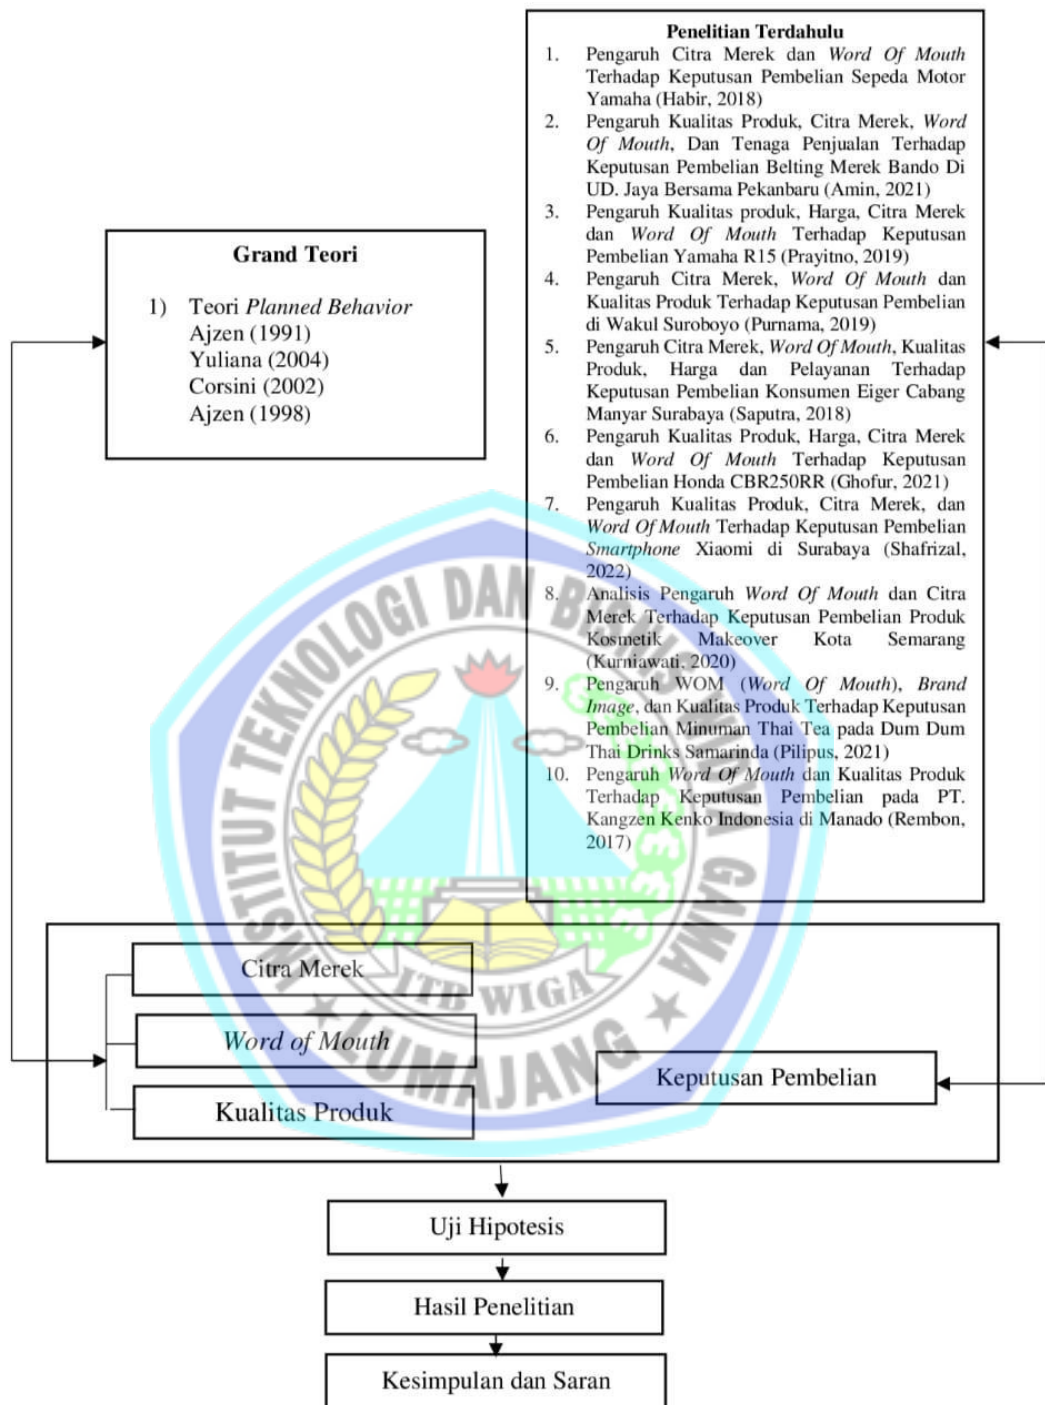 Penelitian Terdahulu
1. Pengaruh Citra Merek dan Word Of Mouth
Terhadap Keputusan Pembelian Sepeda Motor
Yamaha (Habir, 2018)
2. Pengaruh Kualitas Produk, Citra Merek, Word
Of Mouth, Dan Tenaga Penjualan Terhadap
Keputusan Pembelian Belting Merek Bando Di
UD. Jaya Bersama Pekanbaru (Amin, 2021)
3. Pengaruh Kualitas produk, Harga, Citra Merek
dan Word Of Mouth Terhadap Keputusan
Pembelian Yamaha R15 (Prayitno, 2019)
4. Pengaruh Citra Merek, Word Of Mouth dan
Kualitas Produk Terhadap Keputusan Pembelian
di Wakul Suroboyo (Purnama, 2019)
5. Pengaruh Citra Merek, Word Of Mouth, Kualitas
Produk, Harga dan Pelayanan Terhadap
Keputusan Pembelian Konsumen Eiger Cabang
Manyar Surabaya (Saputra, 2018)
6. Pengaruh Kualitas Produk, Harga, Citra Merek
dan Word Of Mouth Terhadap Keputusan
Pembelian Honda CBR250RR (Ghofur, 2021)
7. Pengaruh Kualitas Produk, Citra Merek, dan
Word Of Mouth Terhadap Keputusan Pembelian
Smartphone Xiaomi di Surabaya (Shafrizal,
2022)
8. Analisis Pengaruh Word Of Mouth dan Citra
Merek Terhadap Keputusan Pembelian Produk
Kosmetik Makeover Kota Semarang
(Kurniawati, 2020)
9. Pengaruh WOM (Word Of Mouth), Brand
Image, dan Kualitas Produk Terhadap Keputusan
Pembelian Minuman Thai Tea pada Dum Dum
Thai Drinks Samarinda (Pilipus, 2021)
10. Pengaruh Word Of Mouth dan Kualitas Produk
Terhadap Keputusan Pembelian pada PT.
Kangzen Kenko Indonesia di Manado (Rembon,
2017)
Grand Teori
1) Teori Planned Behavior
Ajzen (1991)
Yuliana (2004)
Corsini (2002)
Ajzen (1998)
INSTITUT TEKNOLOGI DAN BISNIS WIDYA GAMA
ITB WIGA
LUMAJANG
Citra Merek
Word of Mouth
Kualitas Produk
Keputusan Pembelian
Uji Hipotesis
Hasil Penelitian
Kesimpulan dan Saran